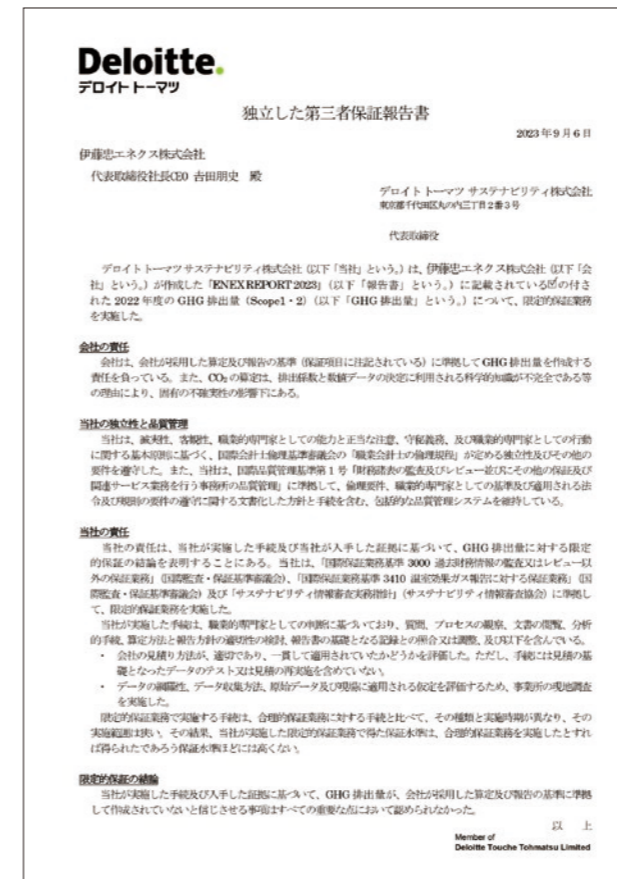 Deloitte.
デロイト トーマツ
独立した第三者保証報告書
2023年9月6日
伊藤忠エネクス株式会社
代表取締役社長CEO 吉田朋史 殿
デロイト トーマツ サステナビリティ株式会社
東京都千代田区丸の内三丁目2番3号
代表取締役
デロイト トーマツ サステナビリティ株式会社（以下「当社」という。）は、伊藤忠エネクス株式会社（以下「会
社」という。）が作成した「ENEX REPORT 2023」（以下「報告書」という。）に記載されている☑の付さ
れた 2022 年度の GHG 排出量（Scope1・2）（以下「GHG 排出量」という。）について、限定的保証業務
を実施した。
会社の責任
会社は、会社が採用した算定及び報告の基準（保証項目に注記されている）に準拠して GHG 排出量を作成する
責任を負っている。また、CO₂ の算定は、排出係数と数値データの決定に利用される科学的知識が不完全である等
の理由により、固有の不確実性の影響下にある。
当社の独立性と品質管理
当社は、誠実性、客観性、職業的専門家としての能力と正当な注意、守秘義務、及び職業的専門家としての行動
に関する基本原則に基づく、国際会計士倫理基準審議会の「職業会計士の倫理規程」が定める独立性及びその他の
要件を遵守した。また、当社は、国際品質管理基準第1号「財務諸表の監査及びレビュー並びにその他の保証及び
関連サービス業務を行う事務所の品質管理」に準拠して、倫理要件、職業的専門家としての基準及び適用される法
令及び規則の要件の遵守に関する文書化した方針と手続を含む、包括的な品質管理システムを維持している。
当社の責任
当社の責任は、当社が実施した手続及び当社が入手した証拠に基づいて、GHG 排出量に対する限定
的保証の結論を表明することにある。当社は、「国際保証業務基準 3000 過去財務情報の監査又はレビュー以
外の保証業務」（国際監査・保証基準審議会）、「国際保証業務基準 3410 温室効果ガス報告に対する保証業務」（国
際監査・保証基準審議会）及び「サステナビリティ情報審査実務指針」（サステナビリティ情報審査協会）に準拠し
て、限定的保証業務を実施した。
当社が実施した手続は、職業的専門家としての判断に基づいており、質問、プロセスの観察、文書の閲覧、分析
的手続、算定方法と報告方針の適切性の検討、報告書の基礎となる記録との照合又は調整、及び以下を含んでいる。
・ 会社の見積り方法が、適切であり、一貫して適用されていたかどうかを評価した。ただし、手続には見積の基
礎となったデータのテスト又は見積の再実施を含めていない。
・ データの網羅性、データ収集方法、原始データ及び現場に適用される仮定を評価するため、事業所の現地調査
を実施した。
限定的保証業務で実施する手続は、合理的保証業務に対する手続と比べて、その種類と実施時期が異なり、その
実施範囲は狭い。その結果、当社が実施した限定的保証業務で得た保証水準は、合理的保証業務を実施したとすれ
ば得られたであろう保証水準ほどには高くない。
限定的保証の結論
当社が実施した手続及び入手した証拠に基づいて、GHG 排出量が、会社が採用した算定及び報告の基準に準拠
して作成されていないと信じさせる事項はすべての重要な点において認められなかった。
以 上
Member of
Deloitte Touche Tohmatsu Limited